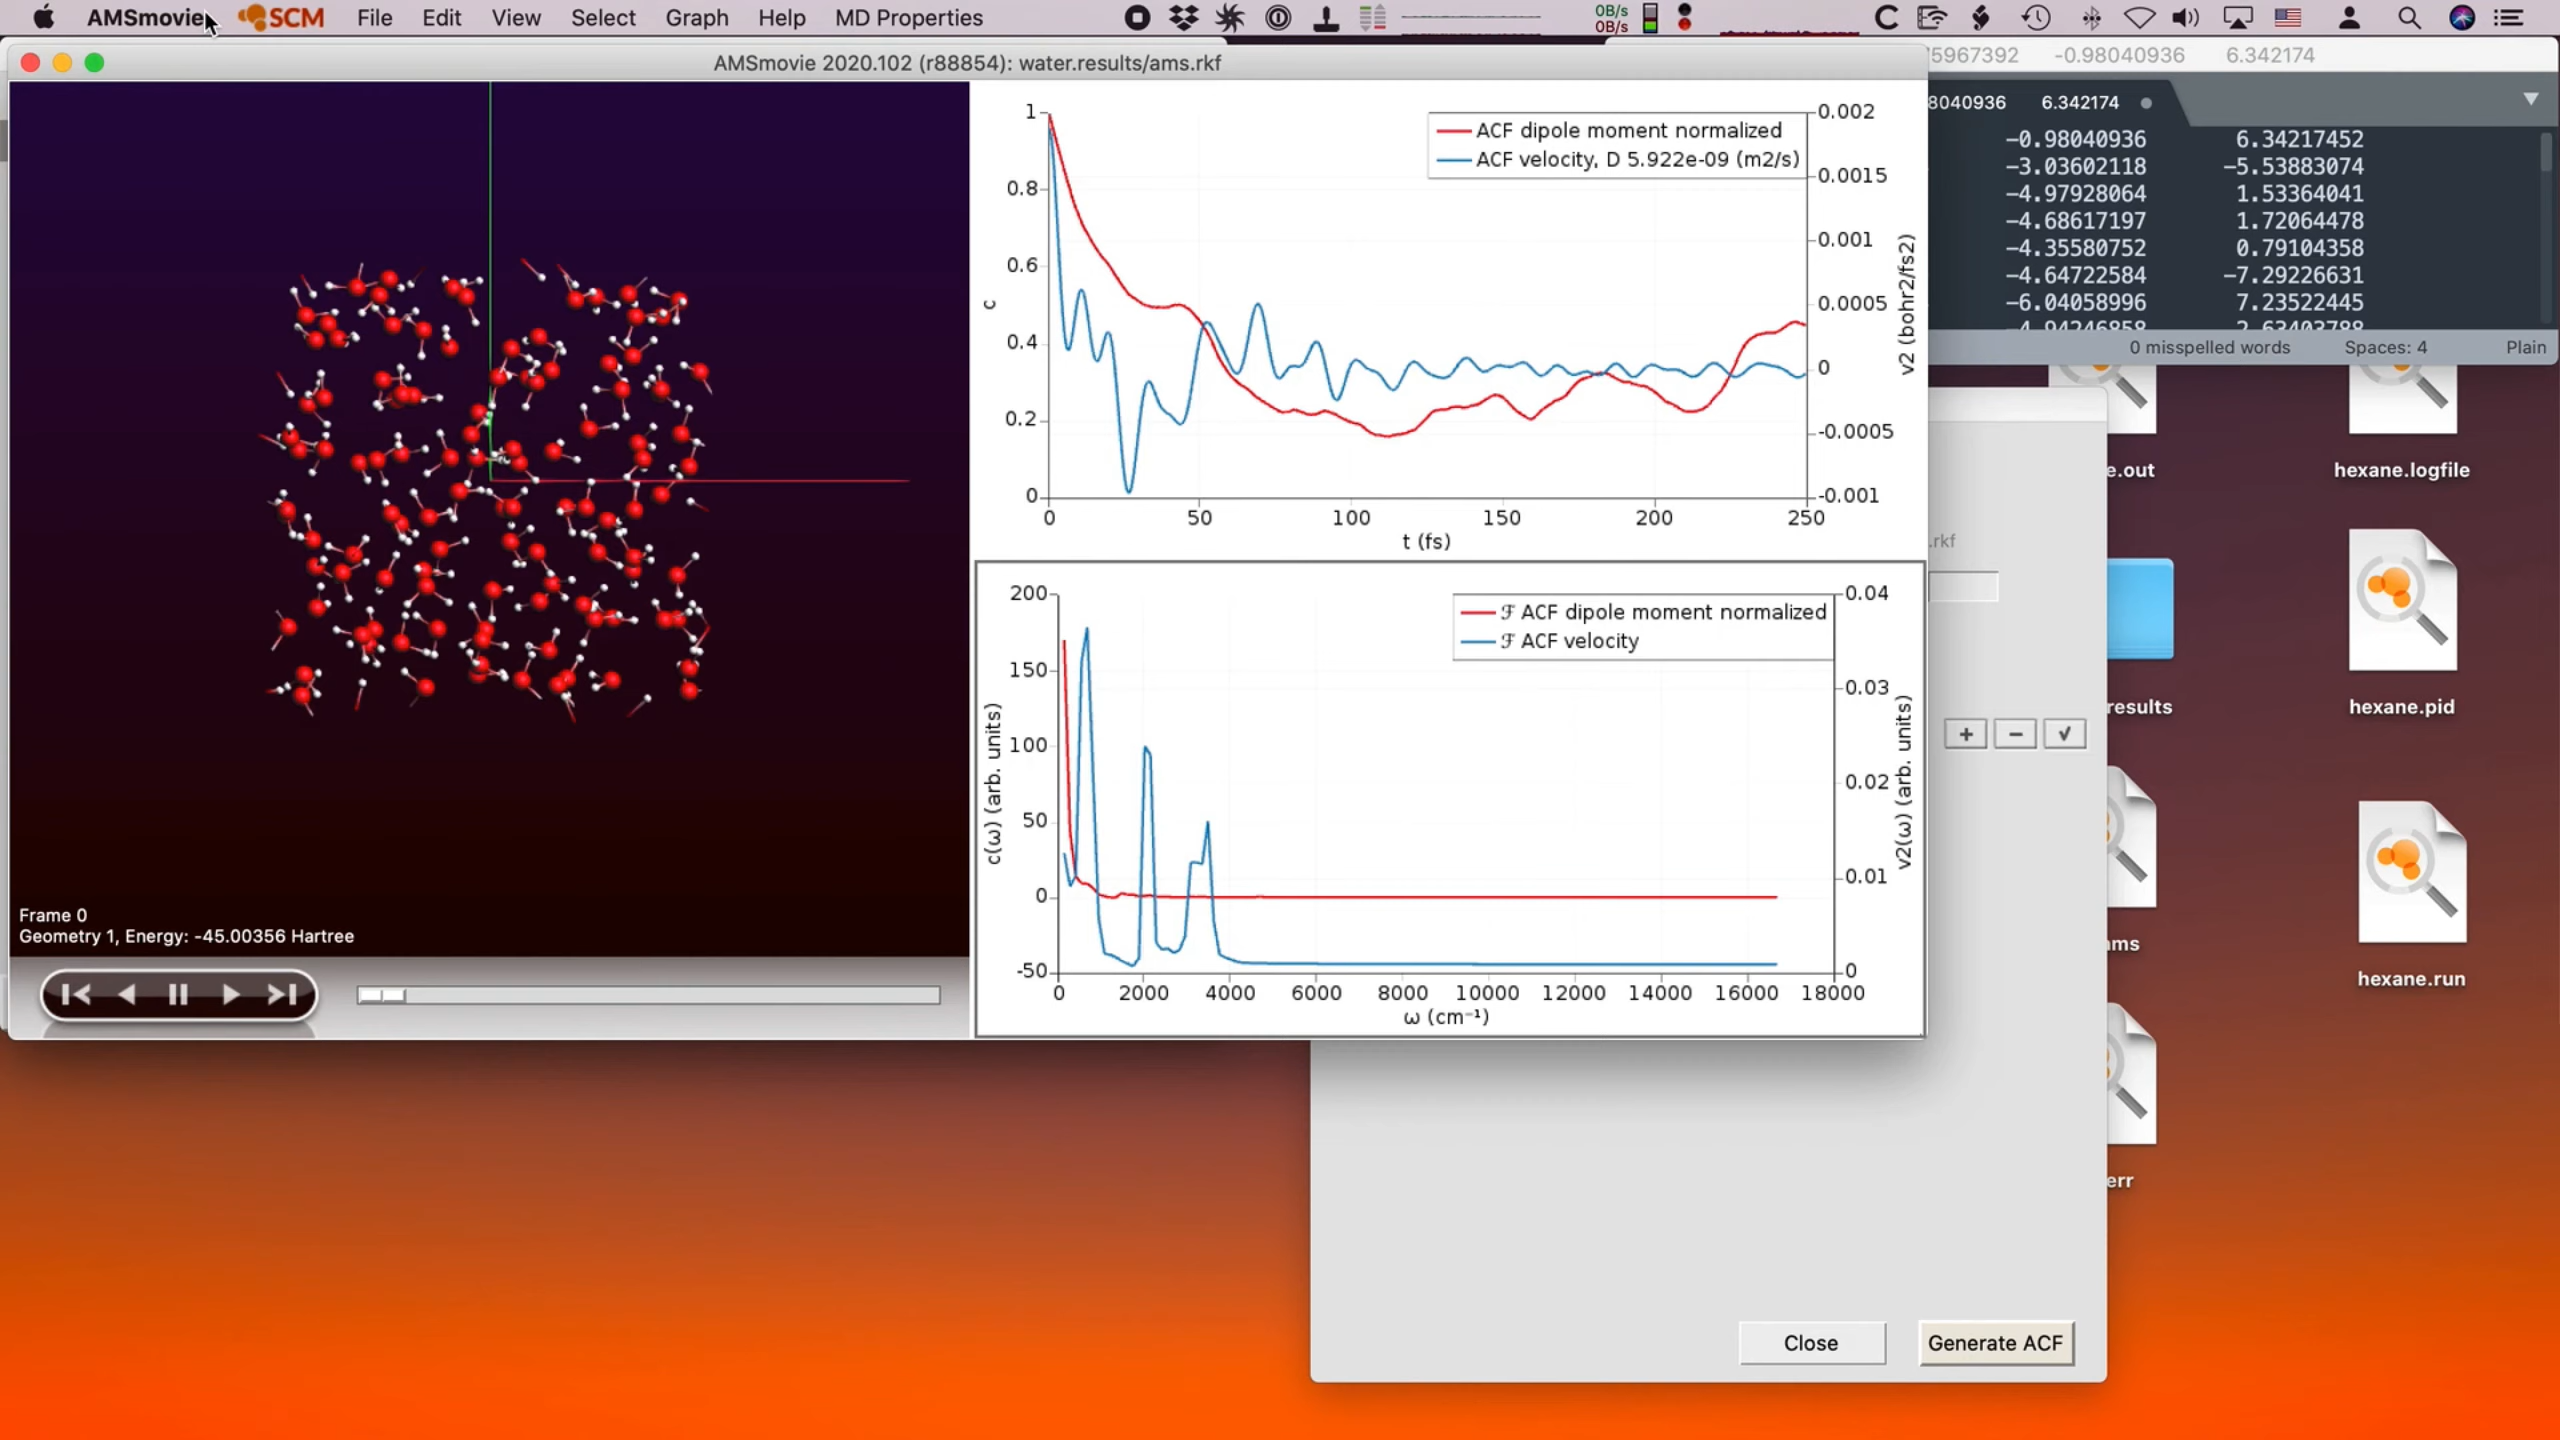 AMSmovie SCM File Edit View Select Graph Help MD Properties
0B/s
0B/s
AMSmovie 2020.102 (r88854): water.results/ams.rkf
5967392 -0.98040936 6.342174
8040936 6.342174
-0.98040936 6.34217452
-3.03602118 -5.53883074
-4.97928064 1.53364041
-4.68617197 1.72064478
-4.35580752 0.79104358
-4.64722584 -7.29226631
-6.04058996 7.23522445
-4.94246858 2.63403788
0 misspelled words Spaces: 4 Plain
ACF dipole moment normalized
ACF velocity, D 5.922e-09 (m2/s)
1
0.8
0.6
0.4
0.2
0
c
0.002
0.0015
0.001
0.0005
0
-0.0005
-0.001
v2 (bohr2/fs2)
0 50 100 150 200 250
t (fs)
ℱ ACF dipole moment normalized
ℱ ACF velocity
200
150
100
50
0
-50
c(ω) (arb. units)
0.04
0.03
0.02
0.01
0
v2(ω) (arb. units)
0 2000 4000 6000 8000 10000 12000 14000 16000 18000
ω (cm⁻¹)
Frame 0
Geometry 1, Energy: -45.00356 Hartree
.rkf
+ − √
Close Generate ACF
e.out hexane.logfile
results hexane.pid
ams hexane.run
err